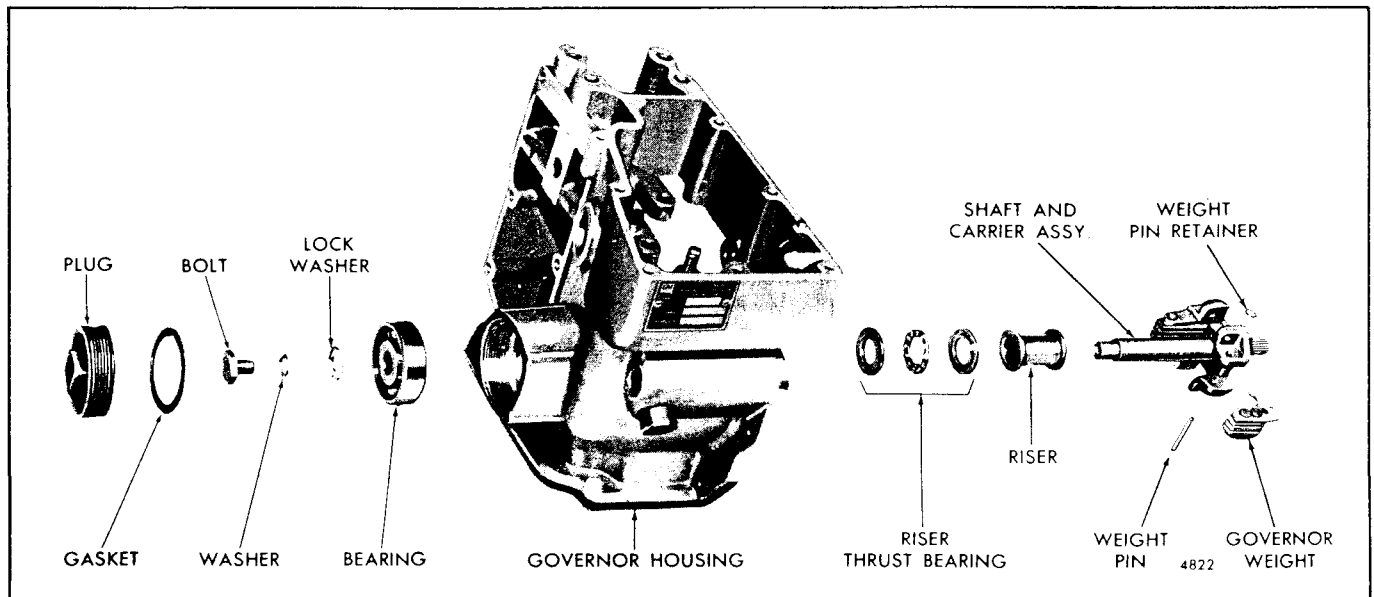 SHAFT AND
CARRIER ASSY.
WEIGHT
PIN RETAINER
LOCK
WASHER
PLUG
BOLT
RISER
GASKET
WASHER
BEARING
GOVERNOR HOUSING
RISER
THRUST BEARING
WEIGHT
PIN
4822
GOVERNOR
WEIGHT